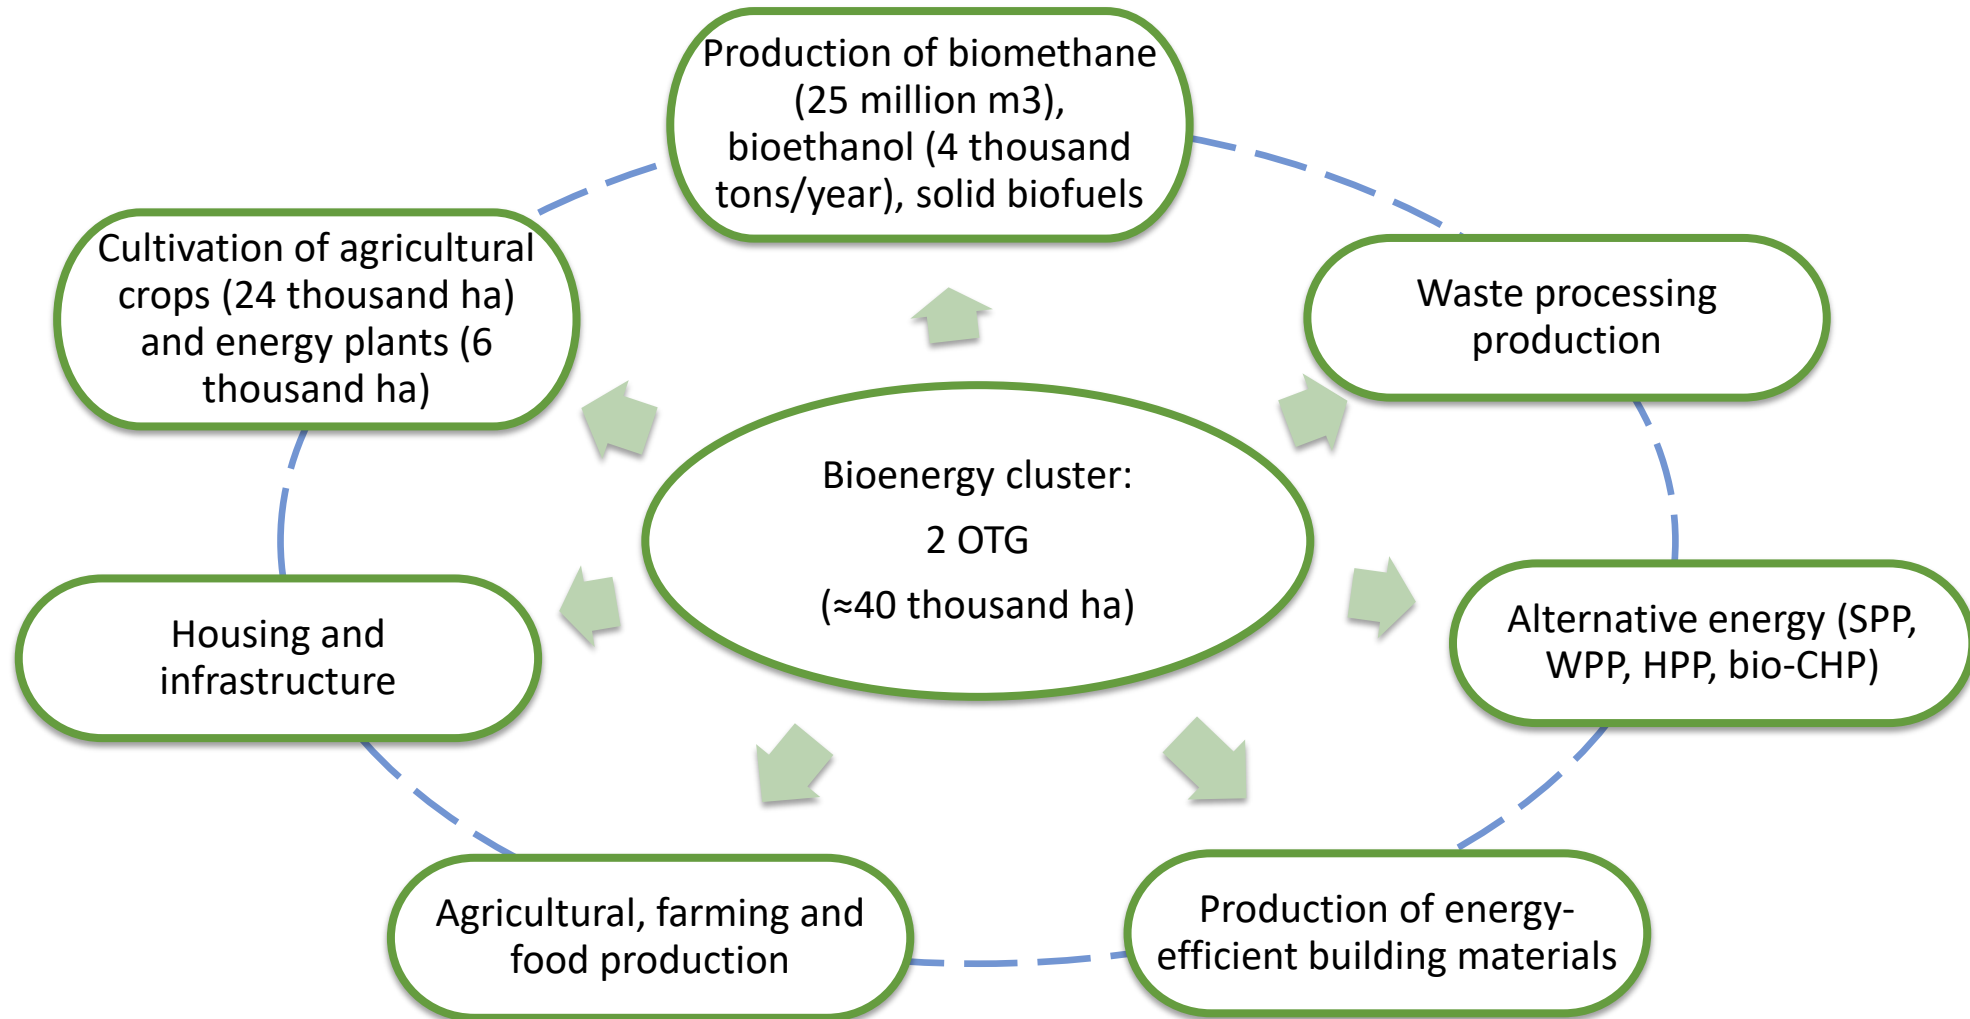 Production of biomethane
(25 million m3),
bioethanol (4 thousand
tons/year), solid biofuels
Cultivation of agricultural
crops (24 thousand ha)
and energy plants (6
thousand ha)
Waste processing
production
Bioenergy cluster:
2 OTG
(≈40 thousand ha)
Housing and
infrastructure
Alternative energy (SPP,
WPP, HPP, bio-CHP)
Agricultural, farming and
food production
Production of energy-
efficient building materials